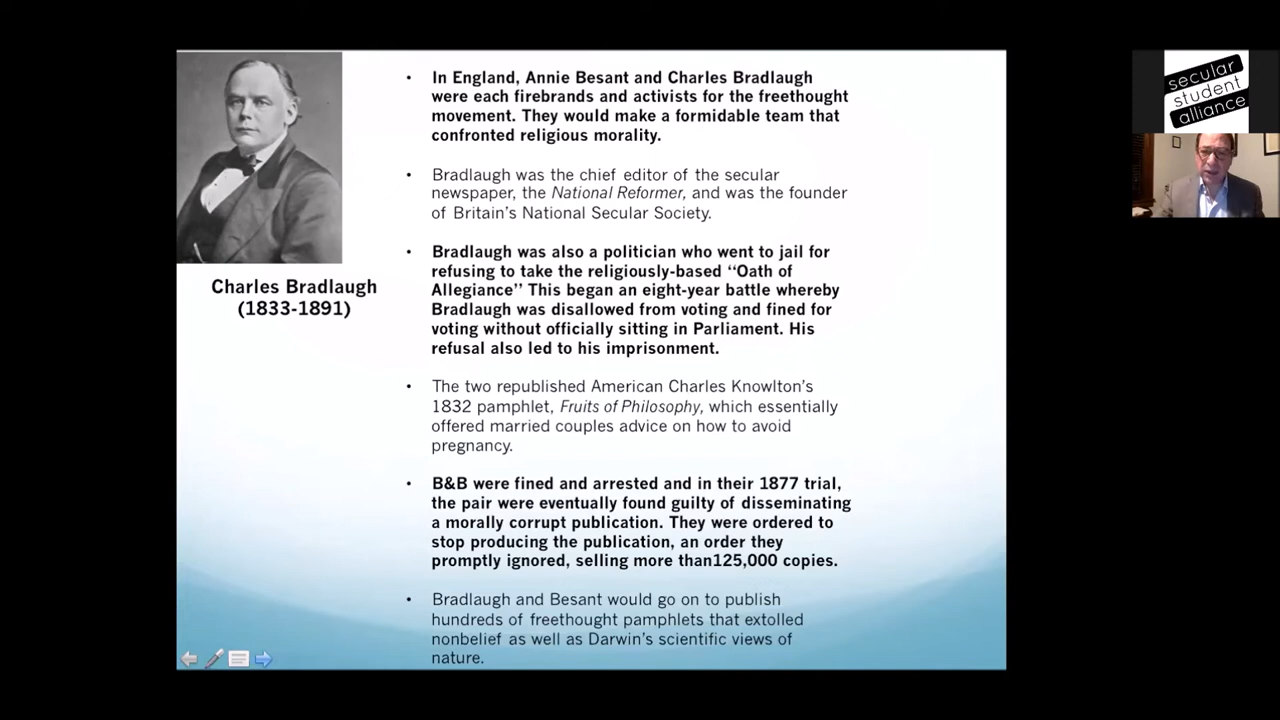 • In England, Annie Besant and Charles Bradlaugh
were each firebrands and activists for the freethought
movement. They would make a formidable team that
confronted religious morality.
• Bradlaugh was the chief editor of the secular
newspaper, the National Reformer, and was the founder
of Britain's National Secular Society.
• Bradlaugh was also a politician who went to jail for
refusing to take the religiously-based “Oath of
Allegiance” This began an eight-year battle whereby
Bradlaugh was disallowed from voting and fined for
voting without officially sitting in Parliament. His
refusal also led to his imprisonment.
• The two republished American Charles Knowlton's
1832 pamphlet, Fruits of Philosophy, which essentially
offered married couples advice on how to avoid
pregnancy.
• B&B were fined and arrested and in their 1877 trial,
the pair were eventually found guilty of disseminating
a morally corrupt publication. They were ordered to
stop producing the publication, an order they
promptly ignored, selling more than125,000 copies.
• Bradlaugh and Besant would go on to publish
hundreds of freethought pamphlets that extolled
nonbelief as well as Darwin's scientific views of
nature.
Charles Bradlaugh
(1833-1891)
secular
student
alliance